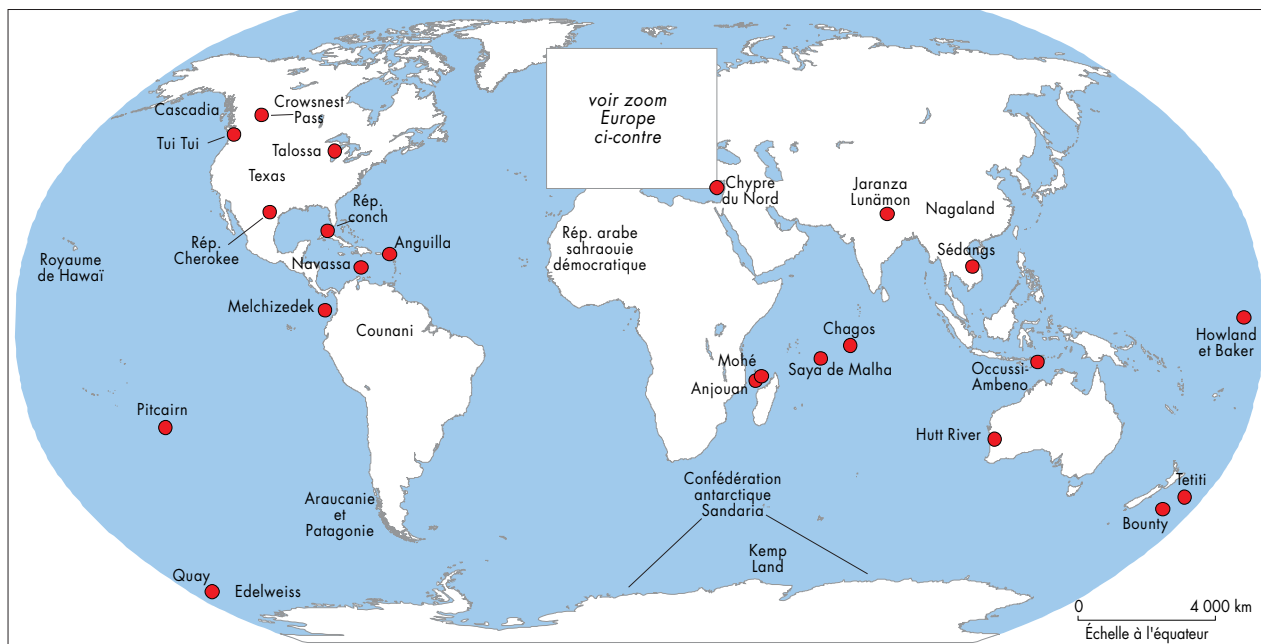 voir zoom
Europe
ci-contre
Cascadia
Crowsnest
Pass
Tui Tui
Talossa
Texas
Rép.
conch
Rép.
Cherokee
Navassa
Anguilla
Royaume
de Hawaï
Melchizedek
Counani
Pitcairn
Araucanie
et
Patagonie
Quay
Edelweiss
Chypre
du Nord
Rép. arabe
sahraouie
démocratique
Jaranza
Lunämon
Nagaland
Sédangs
Chagos
Mohé
Saya de Malha
Anjouan
Howland
et Baker
Occussi-
Ambeno
Hutt River
Tetiti
Bounty
Confédération
antarctique
Sandaria
Kemp
Land
0
4 000 km
Échelle à l'équateur